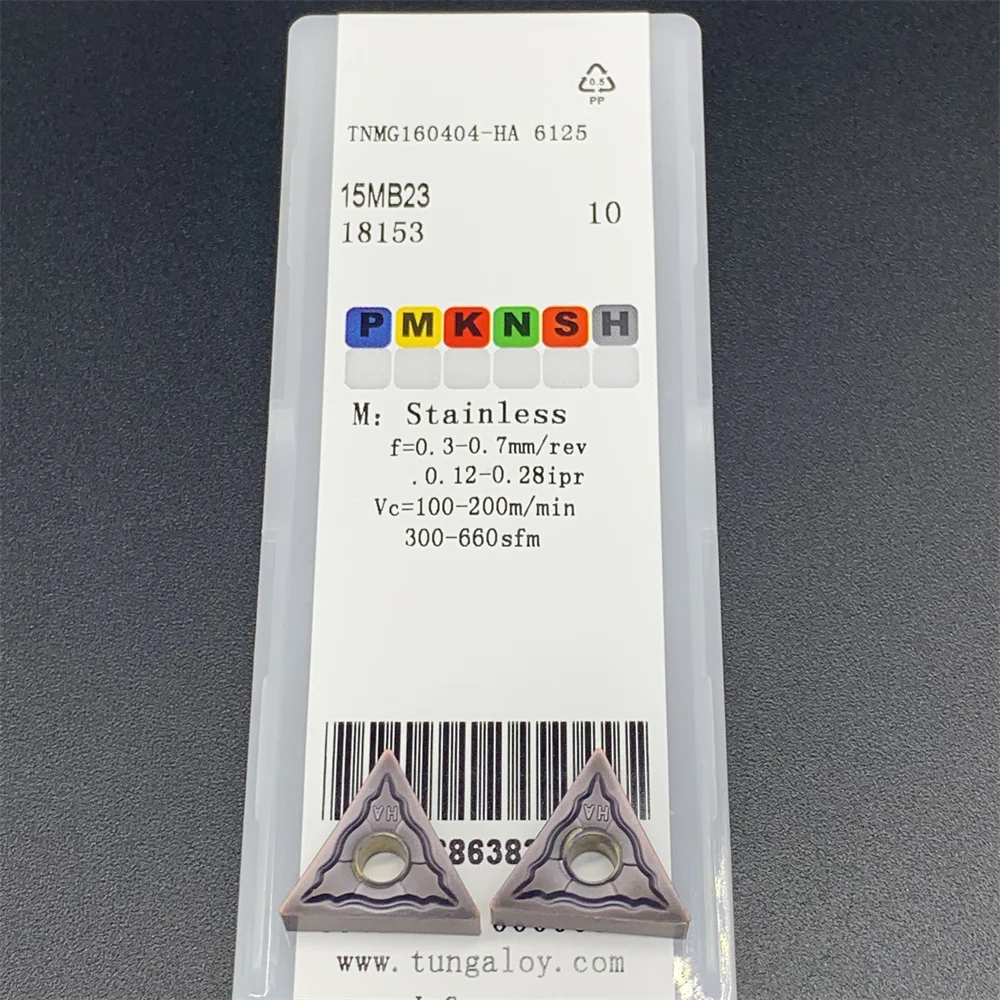 0.5
PP
TNMG160404-HA 6125
15MB23
18153
10
P M K N S H
M: Stainless
f=0.3-0.7mm/rev
.0.12-0.28ipr
Vc=100-200m/min
300-660sfm
HA
HA
8638
www.tungaloy.com